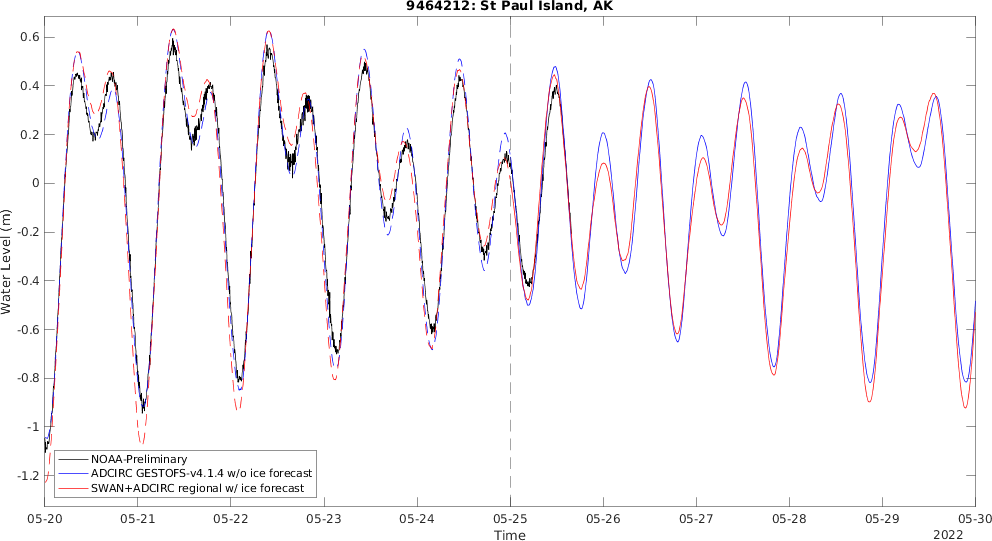 9464212: St Paul Island, AK
0.6
0.4
0.2
0
-0.2
-0.4
-0.6
-0.8
-1
-1.2
Water Level (m)
NOAA-Preliminary
ADCIRC GESTOFS-v4.1.4 w/o ice forecast
SWAN+ADCIRC regional w/ ice forecast
05-20 05-21 05-22 05-23 05-24 05-25 05-26 05-27 05-28 05-29 05-30
Time
2022